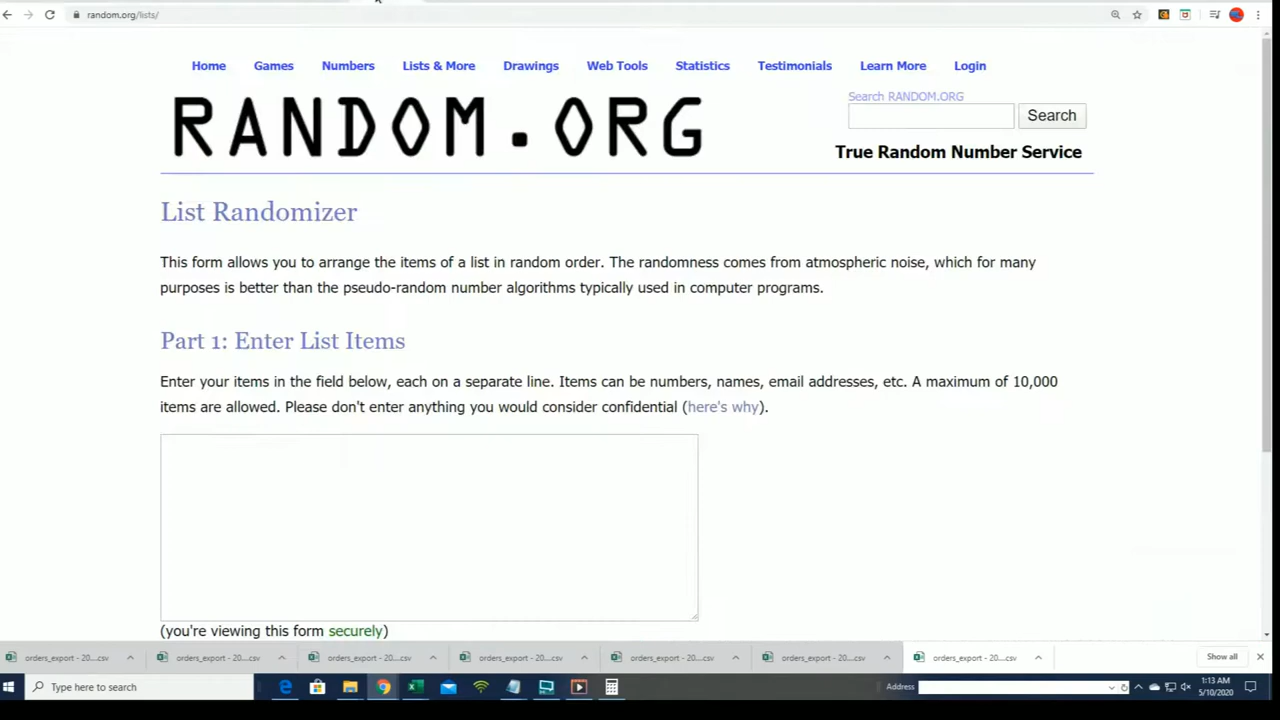 random.org/lists/
Home Games Numbers Lists & More Drawings Web Tools Statistics Testimonials Learn More Login
RANDOM.ORG
Search RANDOM.ORG
Search
True Random Number Service
List Randomizer
This form allows you to arrange the items of a list in random order. The randomness comes from atmospheric noise, which for many
purposes is better than the pseudo-random number algorithms typically used in computer programs.
Part 1: Enter List Items
Enter your items in the field below, each on a separate line. Items can be numbers, names, email addresses, etc. A maximum of 10,000
items are allowed. Please don't enter anything you would consider confidential (here's why).
(you're viewing this form securely)
orders_export - 20....csv orders_export - 20....csv orders_export - 20....csv orders_export - 20....csv orders_export - 20....csv orders_export - 20....csv orders_export - 20....csv Show all
Type here to search Address 1:13 AM
5/10/2020